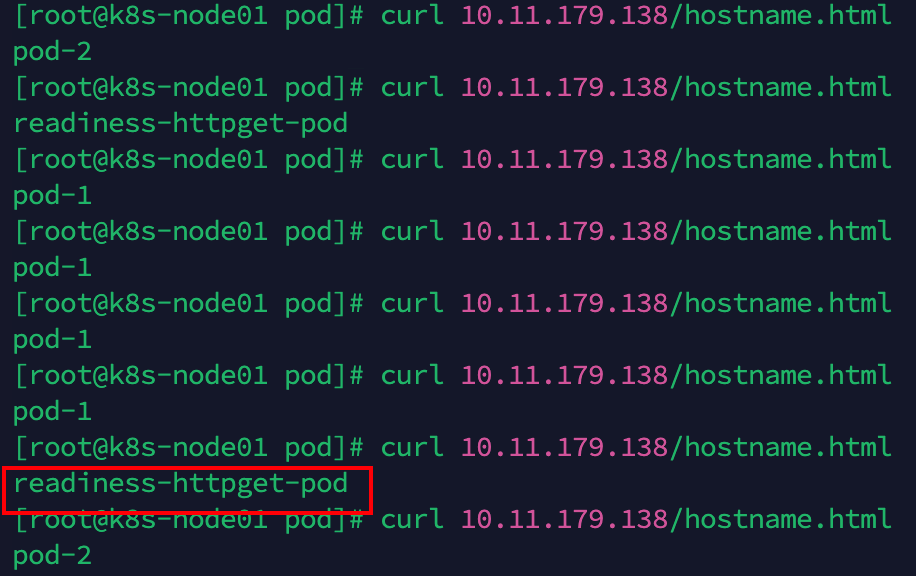 [root@k8s-node01 pod]# curl 10.11.179.138/hostname.html
pod-2
[root@k8s-node01 pod]# curl 10.11.179.138/hostname.html
readiness-httpget-pod
[root@k8s-node01 pod]# curl 10.11.179.138/hostname.html
pod-1
[root@k8s-node01 pod]# curl 10.11.179.138/hostname.html
pod-1
[root@k8s-node01 pod]# curl 10.11.179.138/hostname.html
pod-1
[root@k8s-node01 pod]# curl 10.11.179.138/hostname.html
pod-1
[root@k8s-node01 pod]# curl 10.11.179.138/hostname.html
readiness-httpget-pod
[root@k8s-node01 pod]# curl 10.11.179.138/hostname.html
pod-2